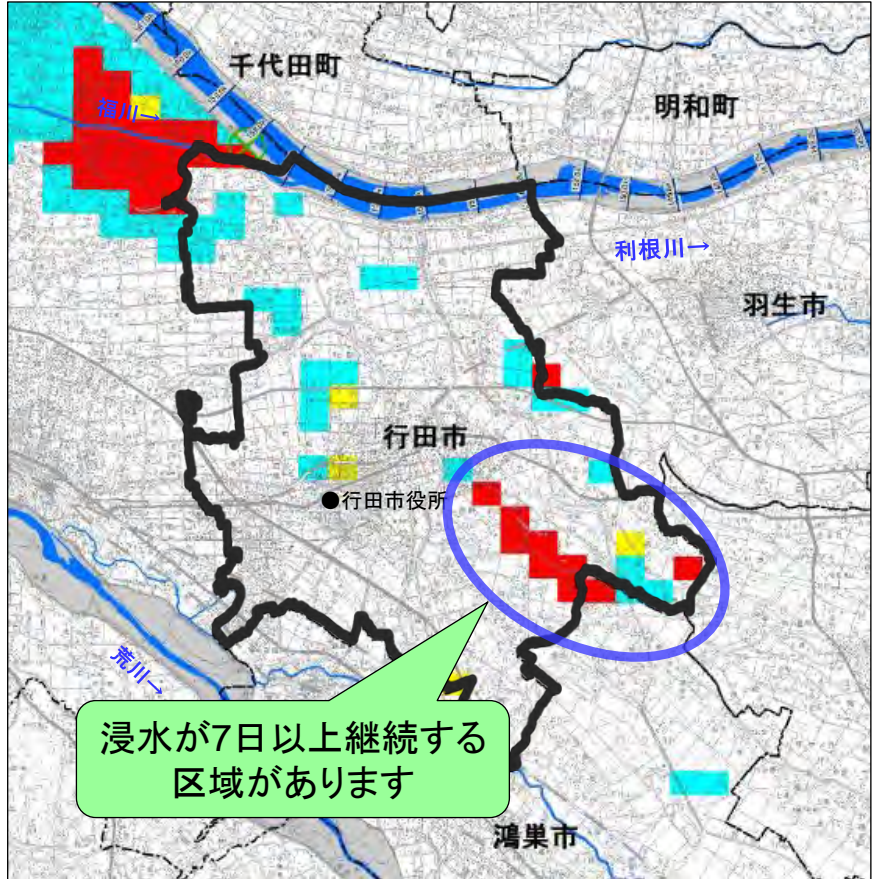 千代田町
明和町
福川→
利根川→
羽生市
行田市
●行田市役所
荒川→
浸水が7日以上継続する
区域があります
鴻巣市